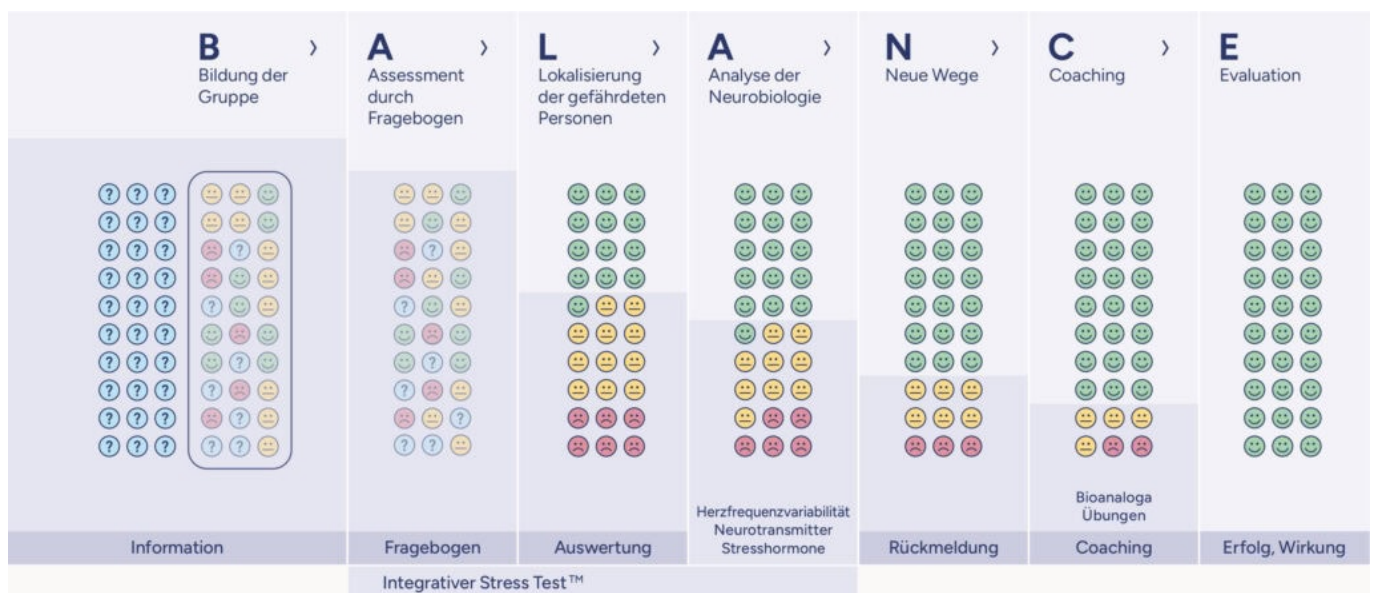 B >
Bildung der
Gruppe
A >
Assessment
durch
Fragebogen
L >
Lokalisierung
der gefährdeten
Personen
A >
Analyse der
Neurobiologie
N >
Neue Wege
C >
Coaching
E
Evaluation
? ? ?
? ? ?
? ? ? ?
? ? ?
? ? ? ?
? ? ?
? ? ? ?
? ? ? ?
? ? ? ?
? ? ? ? ?
?
?
?
?
?
? ?
Herzfrequenzvariabilität
Neurotransmitter
Stresshormone
Bioanaloga
Übungen
Information
Fragebogen
Auswertung
Rückmeldung
Coaching
Erfolg, Wirkung
Integrativer Stress Test™